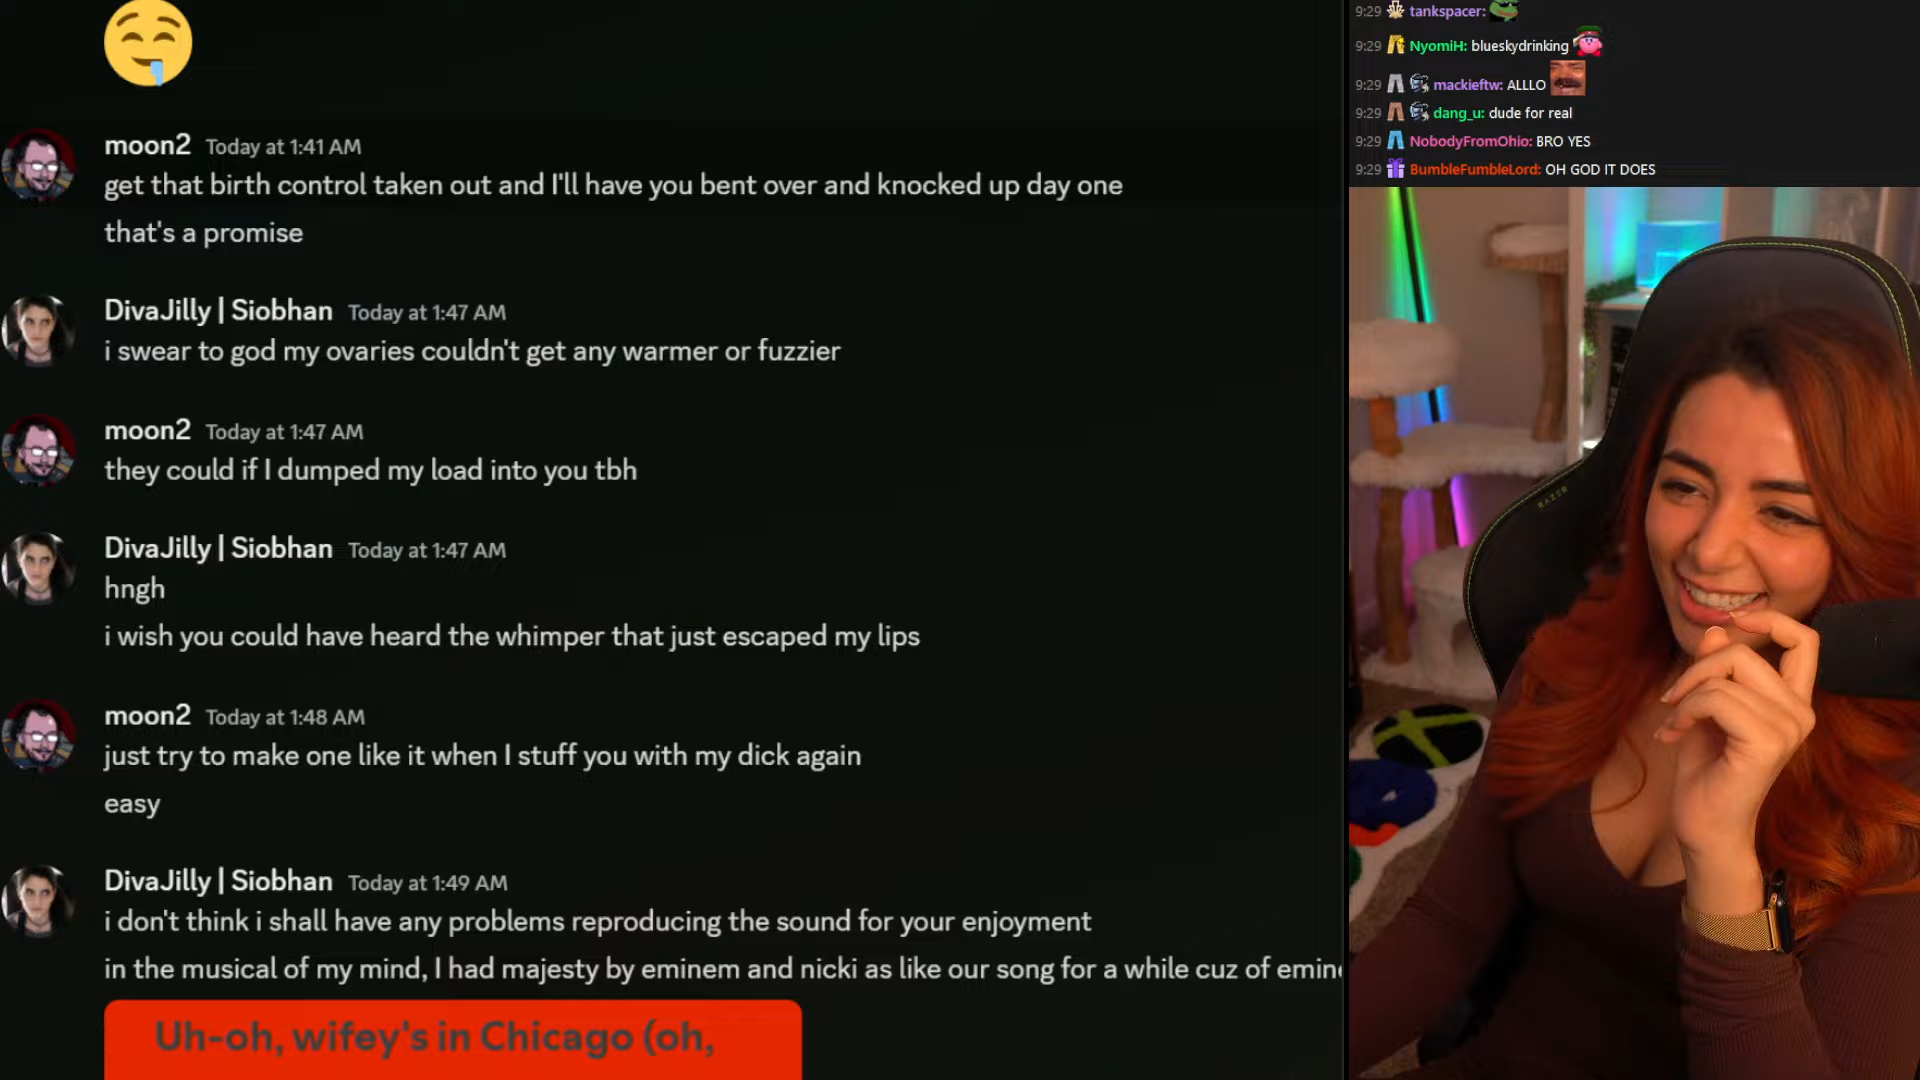 moon2 Today at 1:41 AM
get that birth control taken out and I'll have you bent over and knocked up day one
that's a promise
DivaJilly | Siobhan Today at 1:47 AM
i swear to god my ovaries couldn't get any warmer or fuzzier
moon2 Today at 1:47 AM
they could if I dumped my load into you tbh
DivaJilly | Siobhan Today at 1:47 AM
hngh
i wish you could have heard the whimper that just escaped my lips
moon2 Today at 1:48 AM
just try to make one like it when I stuff you with my dick again
easy
DivaJilly | Siobhan Today at 1:49 AM
i don't think i shall have any problems reproducing the sound for your enjoyment
in the musical of my mind, I had majesty by eminem and nicki as like our song for a while cuz of emin
Uh-oh, wifey's in Chicago (oh,
9:29 tankspacer:
9:29 NyomiH: blueskydrinking
9:29 mackieftw: ALLLO
9:29 dang_u: dude for real
9:29 NobodyFromOhio: BRO YES
9:29 BumbleFumbleLord: OH GOD IT DOES
RAZER